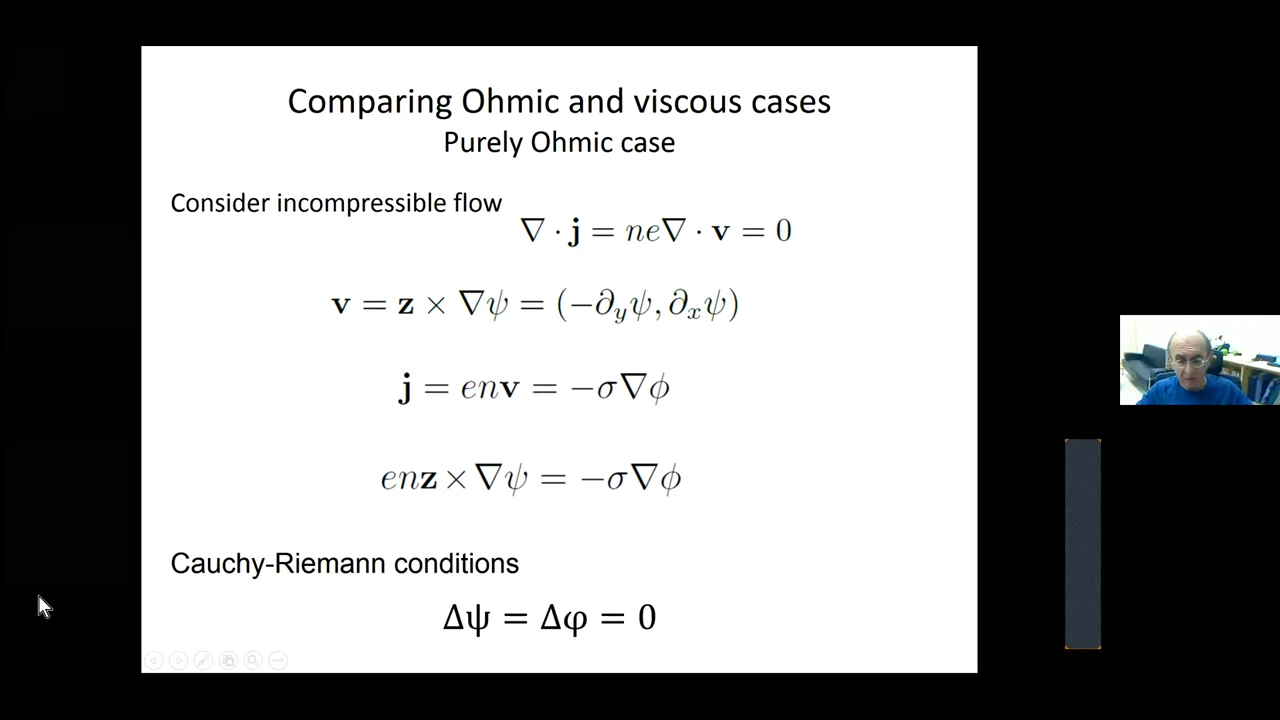 Comparing Ohmic and viscous cases
Purely Ohmic case
Consider incompressible flow
∇ · j = ne∇ · v = 0
v = z × ∇ψ = (−∂yψ, ∂xψ)
j = env = −σ∇ϕ
enz × ∇ψ = −σ∇ϕ
Cauchy-Riemann conditions
Δψ = Δφ = 0